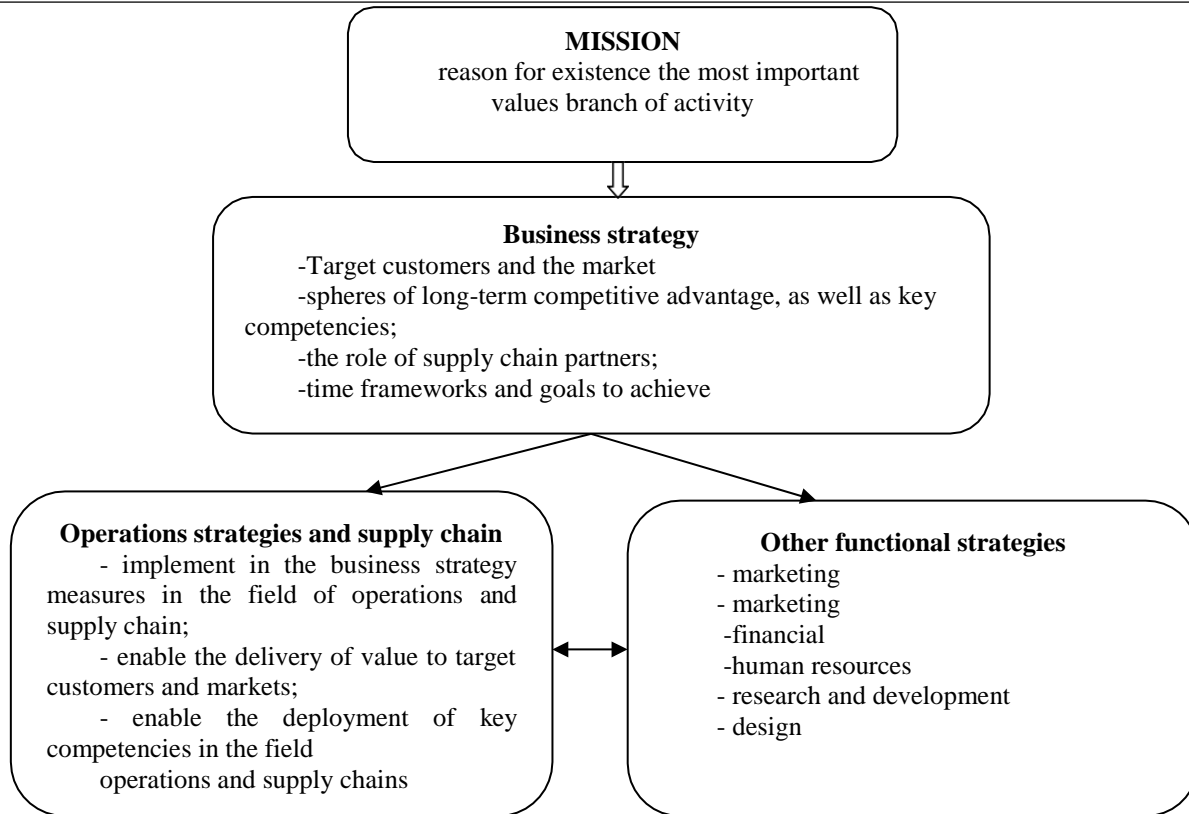 MISSION
reason for existence the most important
values branch of activity
Business strategy
-Target customers and the market
-spheres of long-term competitive advantage, as well as key
competencies;
-the role of supply chain partners;
-time frameworks and goals to achieve
Operations strategies and supply chain
- implement in the business strategy
measures in the field of operations and
supply chain;
- enable the delivery of value to target
customers and markets;
- enable the deployment of key
competencies in the field
operations and supply chains
Other functional strategies
- marketing
- marketing
-financial
-human resources
- research and development
- design